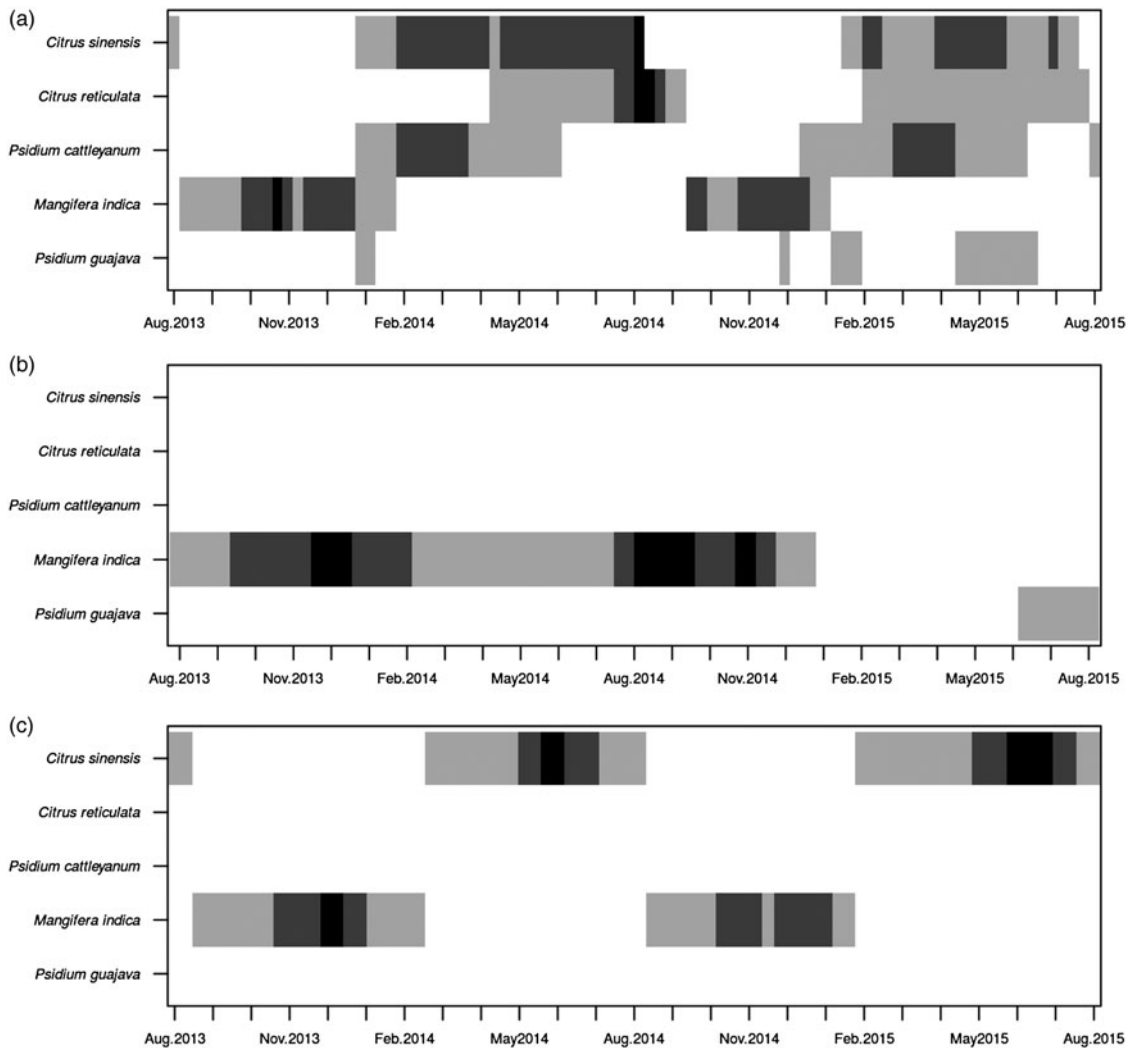 (a)
Citrus sinensis
Citrus reticulata
Psidium cattleyanum
Mangifera indica
Psidium guajava
Aug.2013 Nov.2013 Feb.2014 May2014 Aug.2014 Nov.2014 Feb.2015 May2015 Aug.2015
(b)
Citrus sinensis
Citrus reticulata
Psidium cattleyanum
Mangifera indica
Psidium guajava
Aug.2013 Nov.2013 Feb.2014 May2014 Aug.2014 Nov.2014 Feb.2015 May2015 Aug.2015
(c)
Citrus sinensis
Citrus reticulata
Psidium cattleyanum
Mangifera indica
Psidium guajava
Aug.2013 Nov.2013 Feb.2014 May2014 Aug.2014 Nov.2014 Feb.2015 May2015 Aug.2015